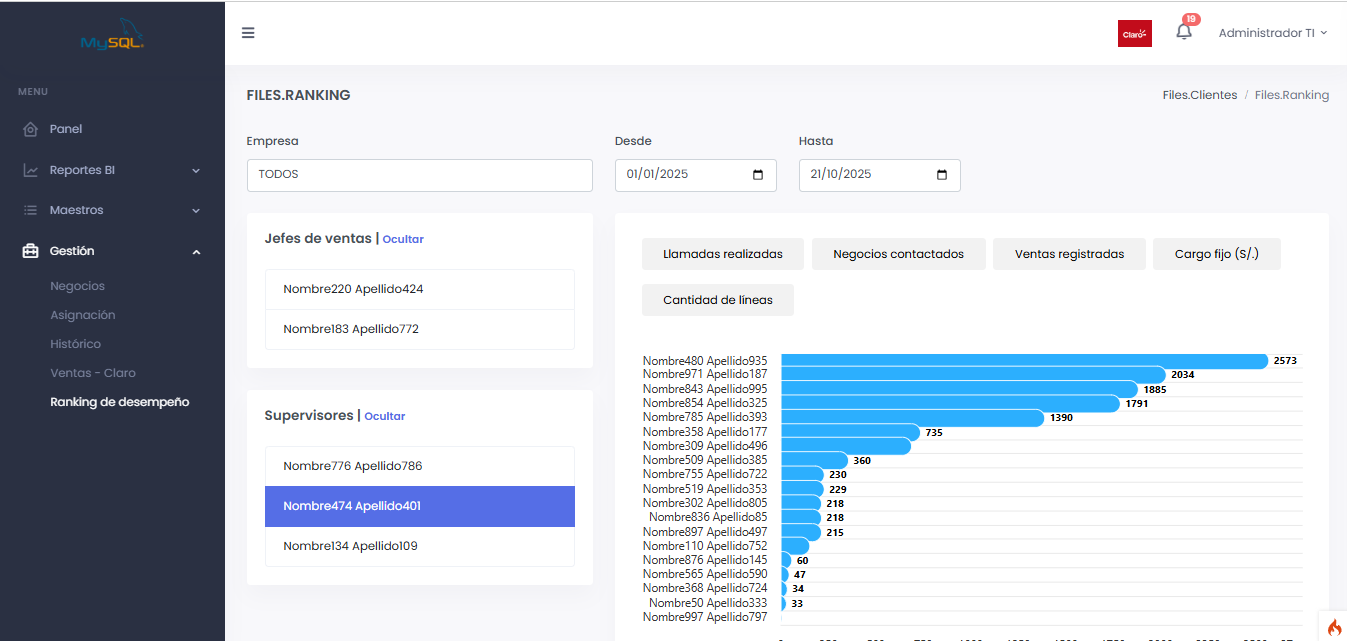 MySQL
Claro
19
Administrador TI
MENU
Panel
Reportes BI
Maestros
Gestión
Negocios
Asignación
Histórico
Ventas - Claro
Ranking de desempeño
FILES.RANKING
Files.Clientes / Files.Ranking
Empresa
TODOS
Desde
01/01/2025
Hasta
21/10/2025
Jefes de ventas | Ocultar
Nombre220 Apellido424
Nombre183 Apellido772
Supervisores | Ocultar
Nombre776 Apellido786
Nombre474 Apellido401
Nombre134 Apellido109
Llamadas realizadas
Negocios contactados
Ventas registradas
Cargo fijo (S/.)
Cantidad de líneas
Nombre480 Apellido935 2573
Nombre971 Apellido187 2034
Nombre843 Apellido995 1885
Nombre854 Apellido325 1791
Nombre785 Apellido393 1390
Nombre358 Apellido177 735
Nombre309 Apellido496
Nombre509 Apellido385 360
Nombre755 Apellido722 230
Nombre519 Apellido353 229
Nombre302 Apellido805 218
Nombre836 Apellido85 218
Nombre897 Apellido497 215
Nombre110 Apellido752
Nombre876 Apellido145 60
Nombre565 Apellido590 47
Nombre368 Apellido724 34
Nombre50 Apellido333 33
Nombre997 Apellido797